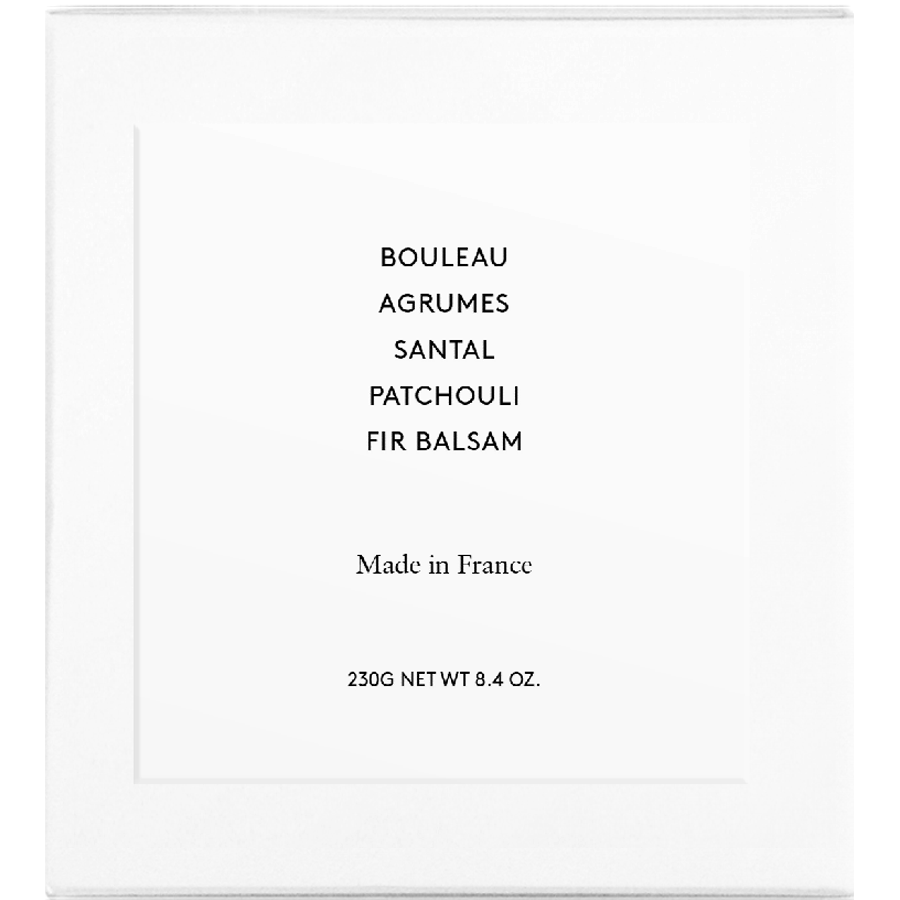 BOULEAU
AGRUMES
SANTAL
PATCHOULI
FIR BALSAM
Made in France
230G NET WT 8.4 OZ.